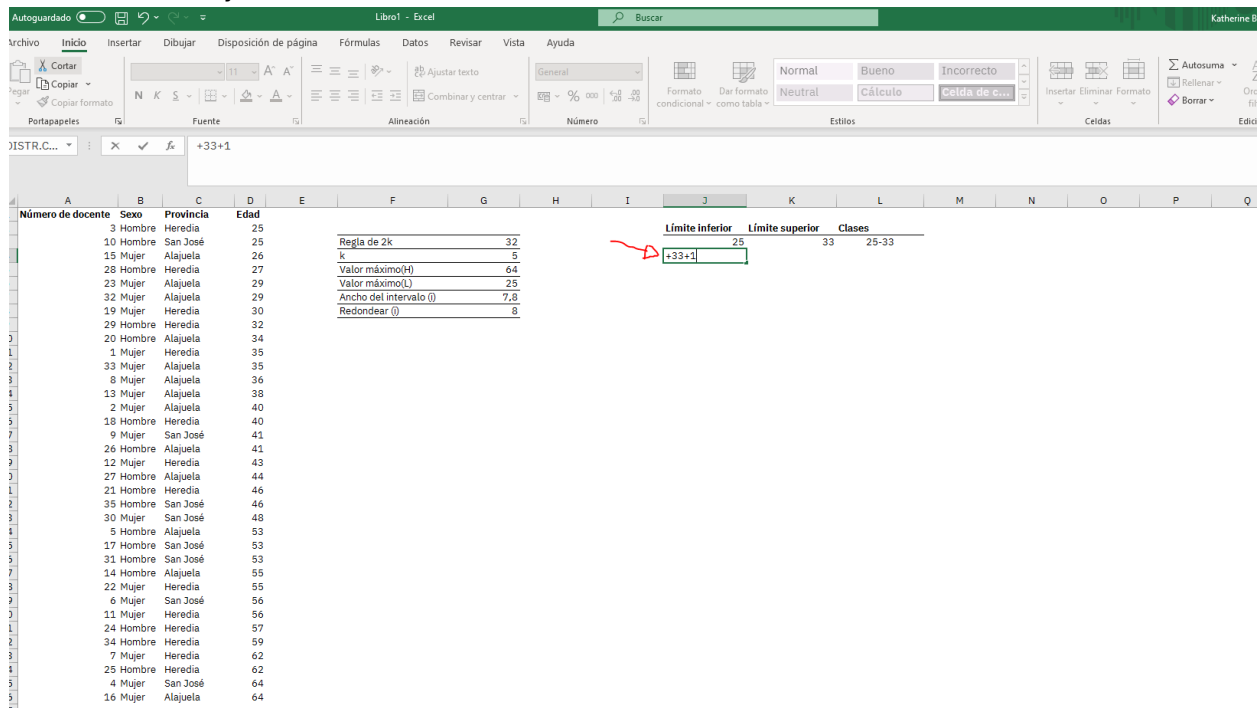 Autoguardado Libro1 - Excel Buscar Katherine B
Archivo Inicio Insertar Dibujar Disposición de página Fórmulas Datos Revisar Vista Ayuda
Cortar 11 A A Ajustar texto General Normal Bueno Incorrecto Autosuma
Pegar Copiar Formato condicional Dar formato como tabla Insertar Eliminar Formato Rellenar
Copiar formato N K S A Combinar y centrar % 000 Neutral Cálculo Celda de c... Borrar
Portapapeles Fuente Alineación Número Estilos Celdas Edici
DISTR.C... fx +33+1
A B C D E F G H I J K L M N O P Q
Número de docente Sexo Provincia Edad
3 Hombre Heredia 25 Límite inferior Límite superior Clases
10 Hombre San José 25 Regla de 2k 32 25 33 25-33
15 Mujer Alajuela 26 k 5 +33+1
28 Hombre Heredia 27 Valor máximo(H) 64
23 Mujer Alajuela 29 Valor máximo(L) 25
32 Mujer Alajuela 29 Ancho del intervalo (i) 7,8
19 Mujer Heredia 30 Redondear (i) 8
29 Hombre Heredia 32
20 Hombre Alajuela 34
1 Mujer Heredia 35
33 Mujer Alajuela 35
8 Mujer Alajuela 36
13 Mujer Alajuela 38
2 Mujer Alajuela 40
18 Hombre Heredia 40
9 Mujer San José 41
26 Hombre Alajuela 41
12 Mujer Heredia 43
27 Hombre Alajuela 44
21 Hombre Heredia 46
35 Hombre San José 46
30 Mujer San José 48
5 Hombre Alajuela 53
17 Hombre San José 53
31 Hombre San José 53
14 Hombre Alajuela 55
22 Mujer Heredia 55
6 Mujer San José 56
11 Mujer Heredia 56
24 Hombre Heredia 57
34 Hombre Heredia 59
7 Mujer Heredia 62
25 Hombre Heredia 62
4 Mujer San José 64
16 Mujer Alajuela 64